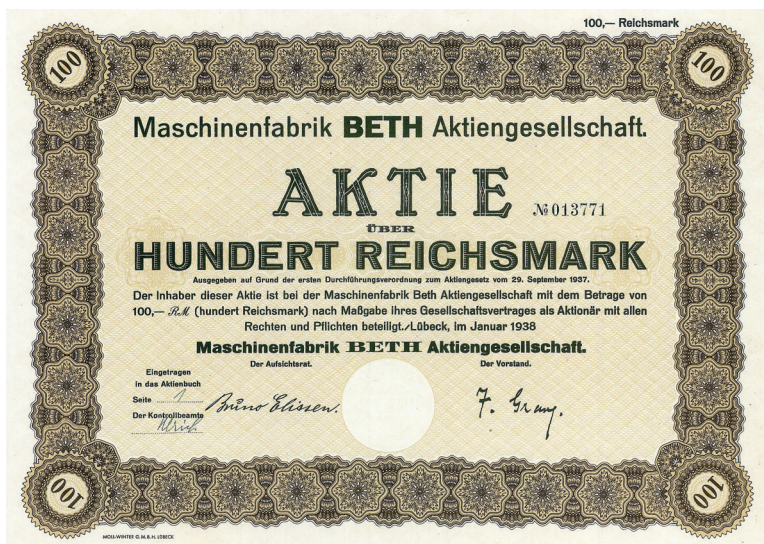 100,— Reichsmark
100
100
Maschinenfabrik BETH Aktiengesellschaft.
AKTIE № 013771
ÜBER
HUNDERT REICHSMARK
Ausgegeben auf Grund der ersten Durchführungsverordnung zum Aktiengesetz vom 29. September 1937.
Der Inhaber dieser Aktie ist bei der Maschinenfabrik Beth Aktiengesellschaft mit dem Betrage von
100,— RM (hundert Reichsmark) nach Maßgabe ihres Gesellschaftsvertrages als Aktionär mit allen
Rechten und Pflichten beteiligt./Lübeck, im Januar 1938
Maschinenfabrik BETH Aktiengesellschaft.
Der Aufsichtsrat. Der Vorstand.
Eingetragen
in das Aktienbuch
Seite 1
Bruno Elissen.
Der Kontrollbeamte
100
100
MOLL-WINTER G.M.B.H. LÜBECK